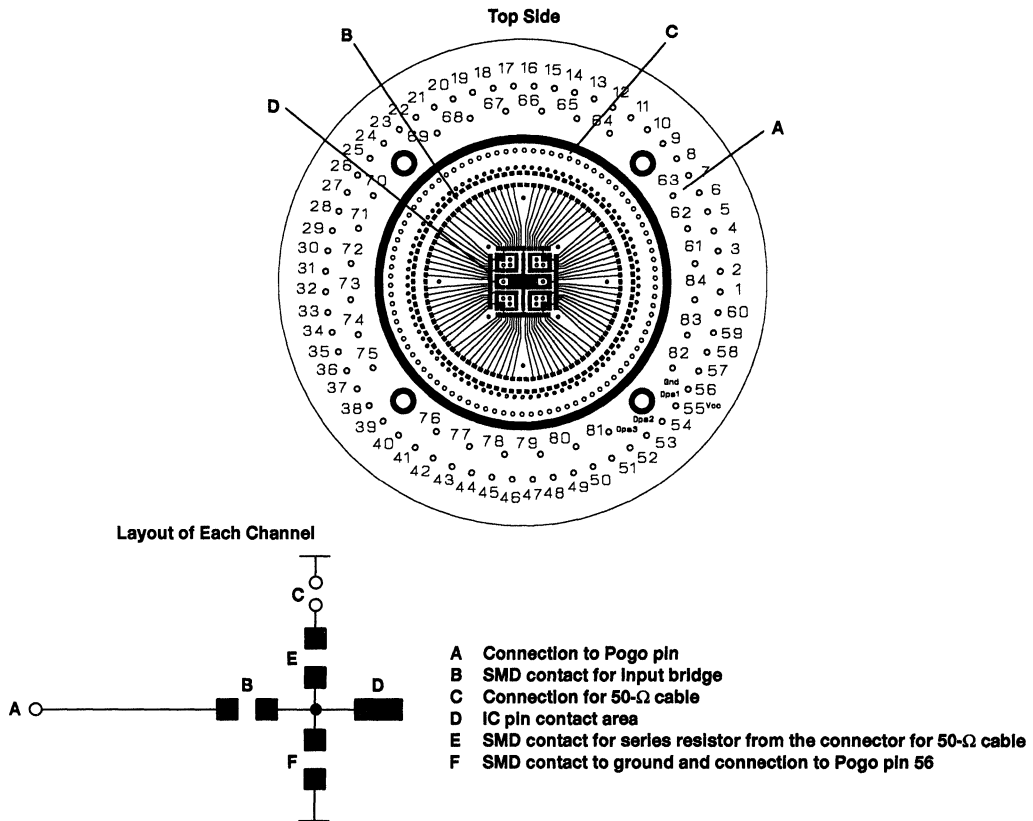 Top Side
B
C
D
A
17 16 15
18 14
19 13
20 12
21 67 66 65 11
22 68 64 10
23 69 9
24 8
25 7
26 70 63 6
27 62 5
28 71 4
29 61 3
30 72 2
31 84 1
32 73 60
33 83 59
34 74 58
35 82 57
36 75 Gnd 56
37 Opa1 55 Vcc
38 Opa2 54
39 76 81 Opa3 53
40 77 78 79 80 52
41 51
42 50
43 49
44 45 46 47 48
Layout of Each Channel
C
E
B
D
A
F
A Connection to Pogo pin
B SMD contact for input bridge
C Connection for 50-Ω cable
D IC pin contact area
E SMD contact for series resistor from the connector for 50-Ω cable
F SMD contact to ground and connection to Pogo pin 56